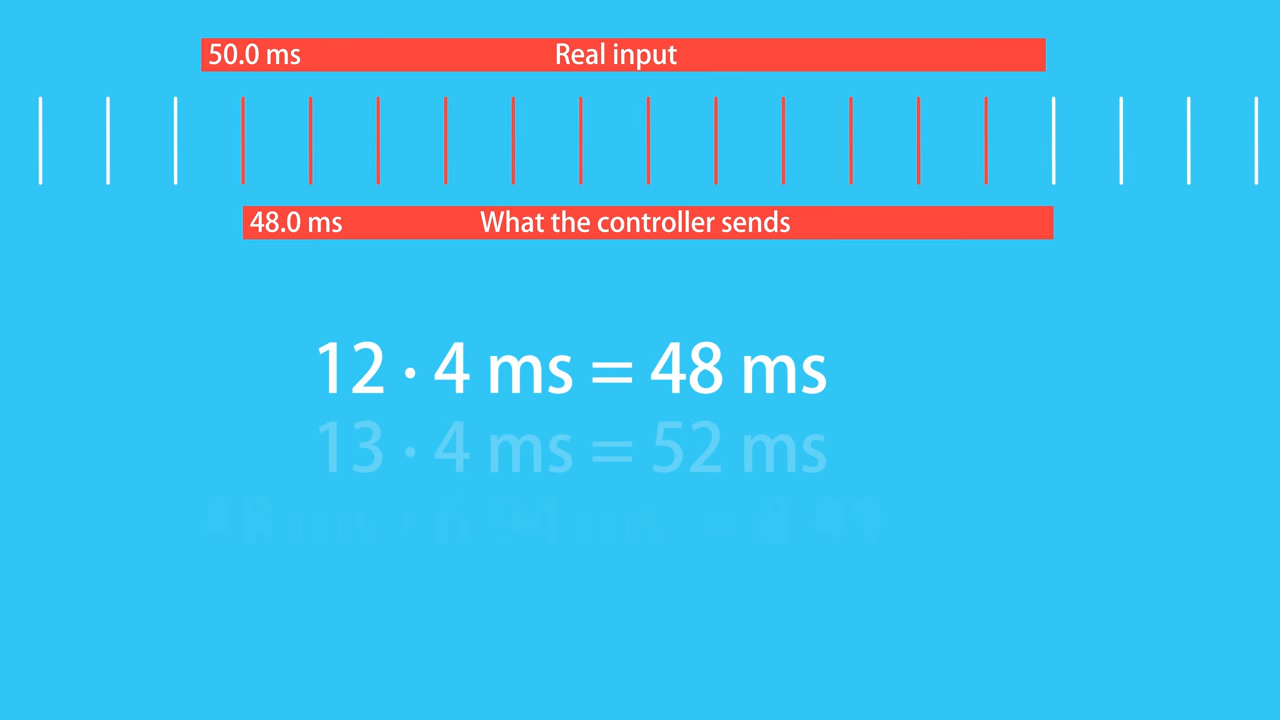 50.0 ms Real input
48.0 ms What the controller sends
12 · 4 ms = 48 ms
13 · 4 ms = 52 ms